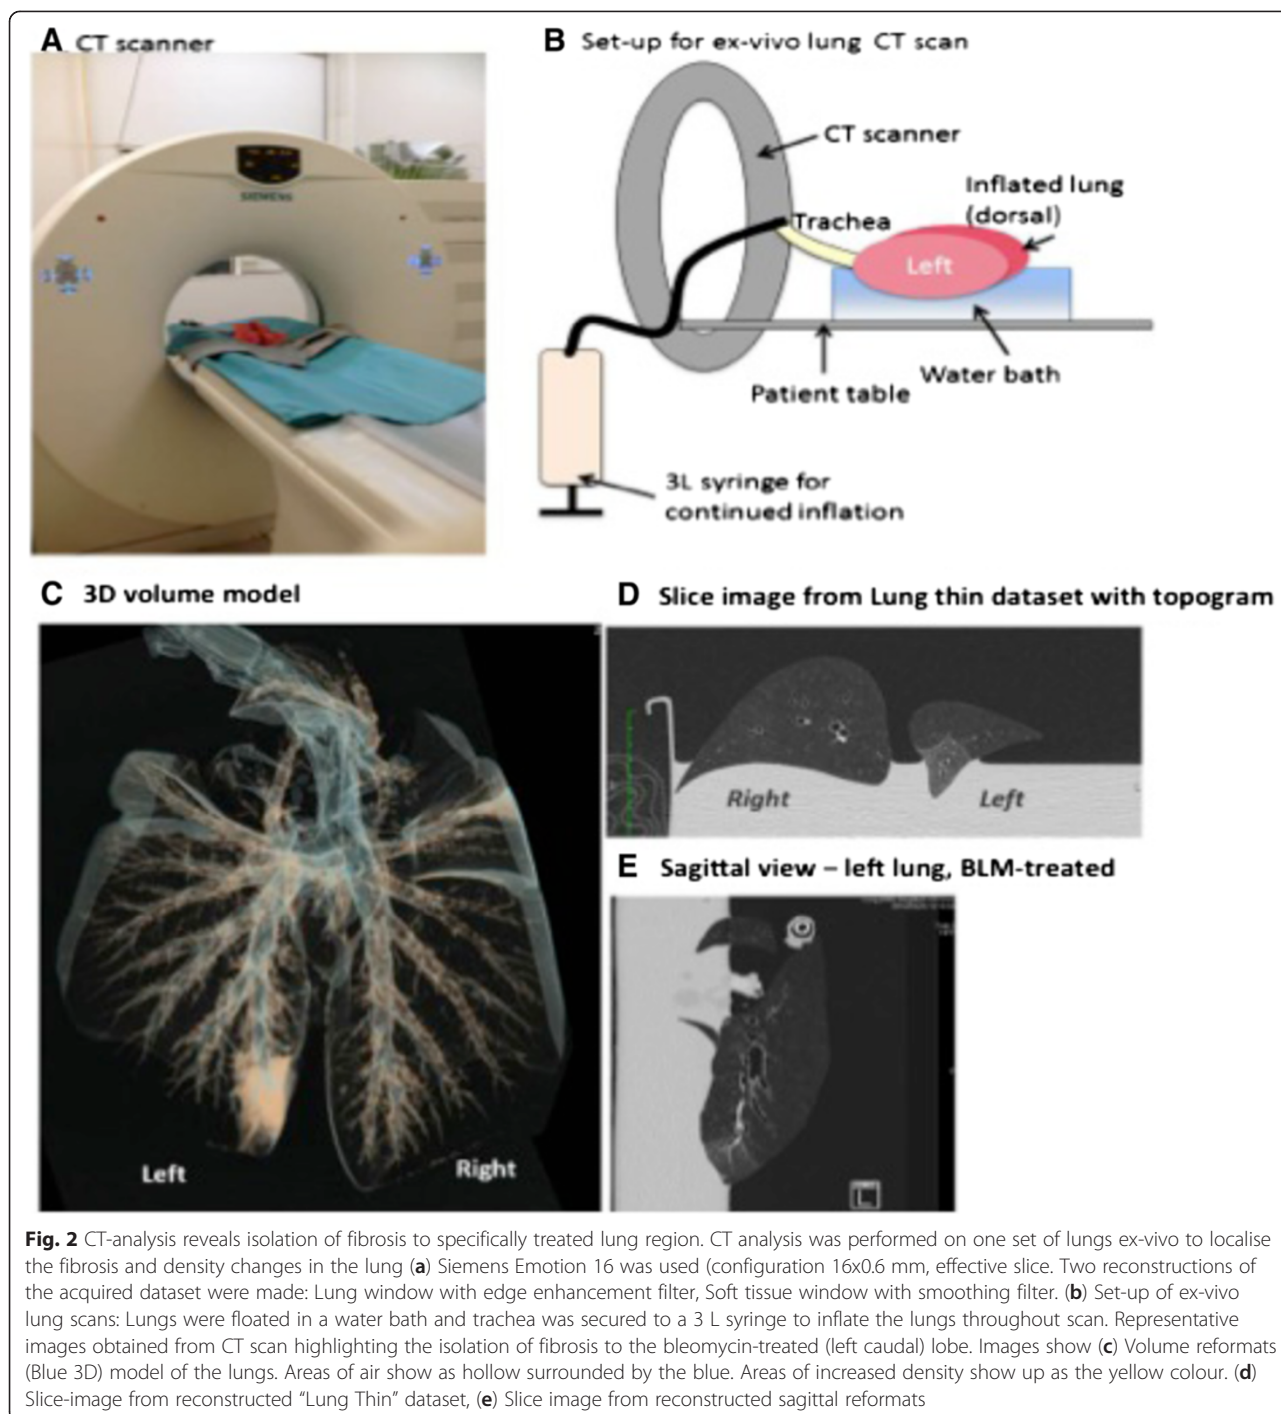 A CT scanner
SIEMENS
B Set-up for ex-vivo lung CT scan
CT scanner
Inflated lung
(dorsal)
Trachea
Left
Water bath
Patient table
3L syringe for
continued inflation
C 3D volume model
Left
Right
D Slice image from Lung thin dataset with topogram
Right
Left
E Sagittal view – left lung, BLM-treated
L
Fig. 2 CT-analysis reveals isolation of fibrosis to specifically treated lung region. CT analysis was performed on one set of lungs ex-vivo to localise
the fibrosis and density changes in the lung (a) Siemens Emotion 16 was used (configuration 16x0.6 mm, effective slice. Two reconstructions of
the acquired dataset were made: Lung window with edge enhancement filter, Soft tissue window with smoothing filter. (b) Set-up of ex-vivo
lung scans: Lungs were floated in a water bath and trachea was secured to a 3 L syringe to inflate the lungs throughout scan. Representative
images obtained from CT scan highlighting the isolation of fibrosis to the bleomycin-treated (left caudal) lobe. Images show (c) Volume reformats
(Blue 3D) model of the lungs. Areas of air show as hollow surrounded by the blue. Areas of increased density show up as the yellow colour. (d)
Slice-image from reconstructed “Lung Thin” dataset, (e) Slice image from reconstructed sagittal reformats